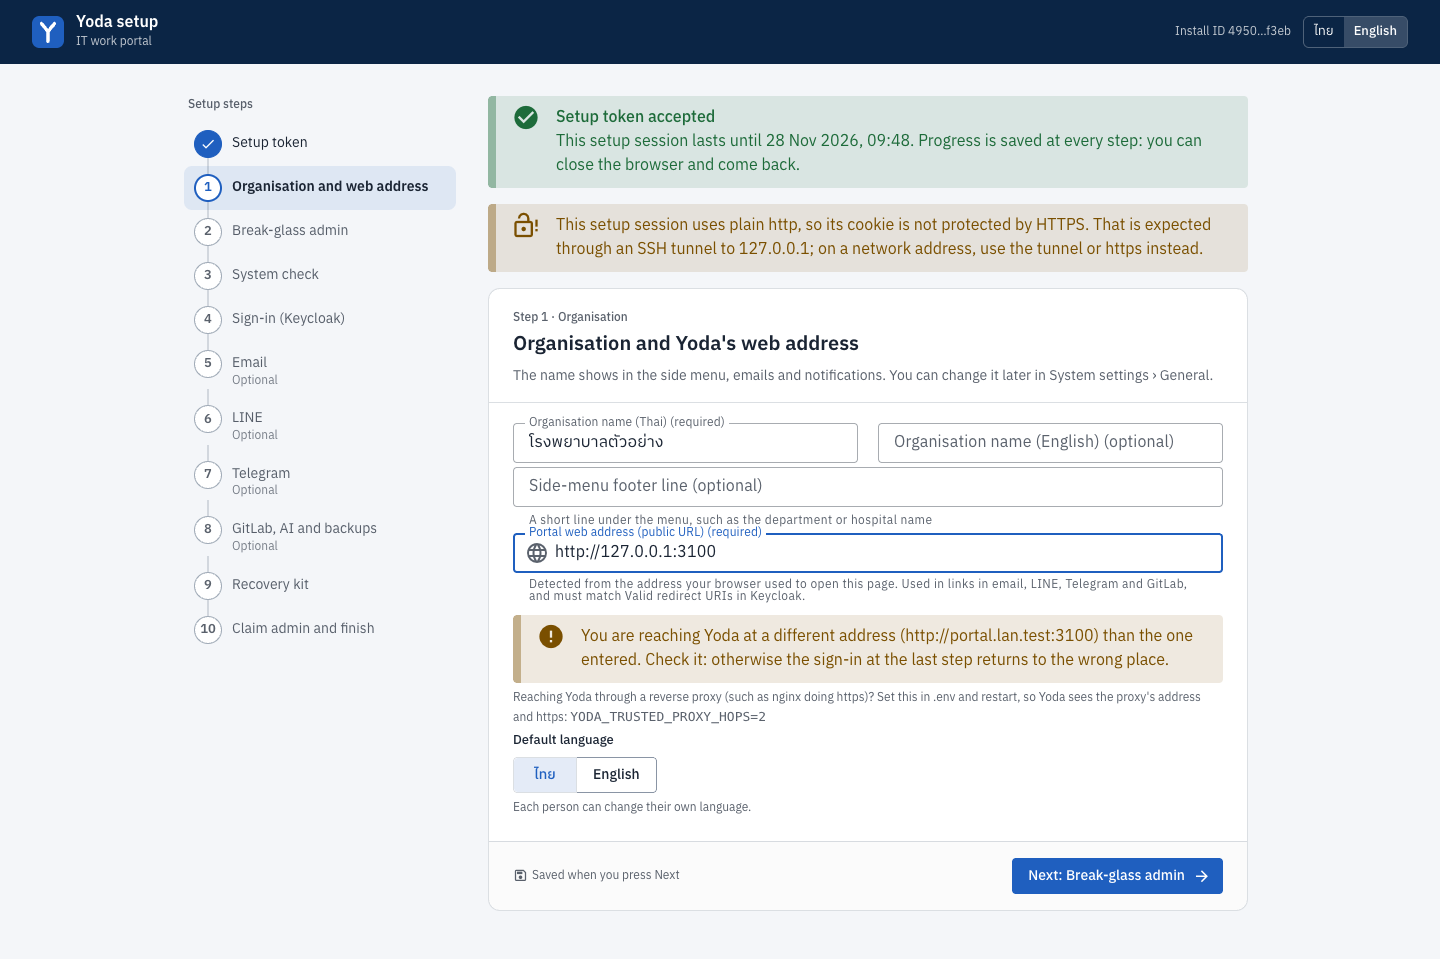 Yoda setup
IT work portal
Install ID 4950…f3eb
ไทย
English
Setup steps
Setup token
1
Organisation and web address
2
Break-glass admin
3
System check
4
Sign-in (Keycloak)
5
Email
Optional
6
LINE
Optional
7
Telegram
Optional
8
GitLab, AI and backups
Optional
9
Recovery kit
10
Claim admin and finish
Setup token accepted
This setup session lasts until 28 Nov 2026, 09:48. Progress is saved at every step: you can
close the browser and come back.
This setup session uses plain http, so its cookie is not protected by HTTPS. That is expected
through an SSH tunnel to 127.0.0.1; on a network address, use the tunnel or https instead.
Step 1 · Organisation
Organisation and Yoda's web address
The name shows in the side menu, emails and notifications. You can change it later in System settings › General.
Organisation name (Thai) (required)
โรงพยาบาลตัวอย่าง
Organisation name (English) (optional)
Side-menu footer line (optional)
A short line under the menu, such as the department or hospital name
Portal web address (public URL) (required)
http://127.0.0.1:3100
Detected from the address your browser used to open this page. Used in links in email, LINE, Telegram and GitLab,
and must match Valid redirect URIs in Keycloak.
You are reaching Yoda at a different address (http://portal.lan.test:3100) than the one
entered. Check it: otherwise the sign-in at the last step returns to the wrong place.
Reaching Yoda through a reverse proxy (such as nginx doing https)? Set this in .env and restart, so Yoda sees the proxy's address
and https: YODA_TRUSTED_PROXY_HOPS=2
Default language
ไทย
English
Each person can change their own language.
Saved when you press Next
Next: Break-glass admin